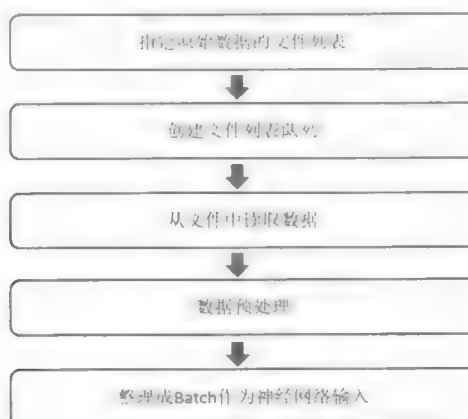 指定原始数据的文件列表
创建文件列表队列
从文件中读取数据
数据预处理
整理成Batch作为神经网络输入